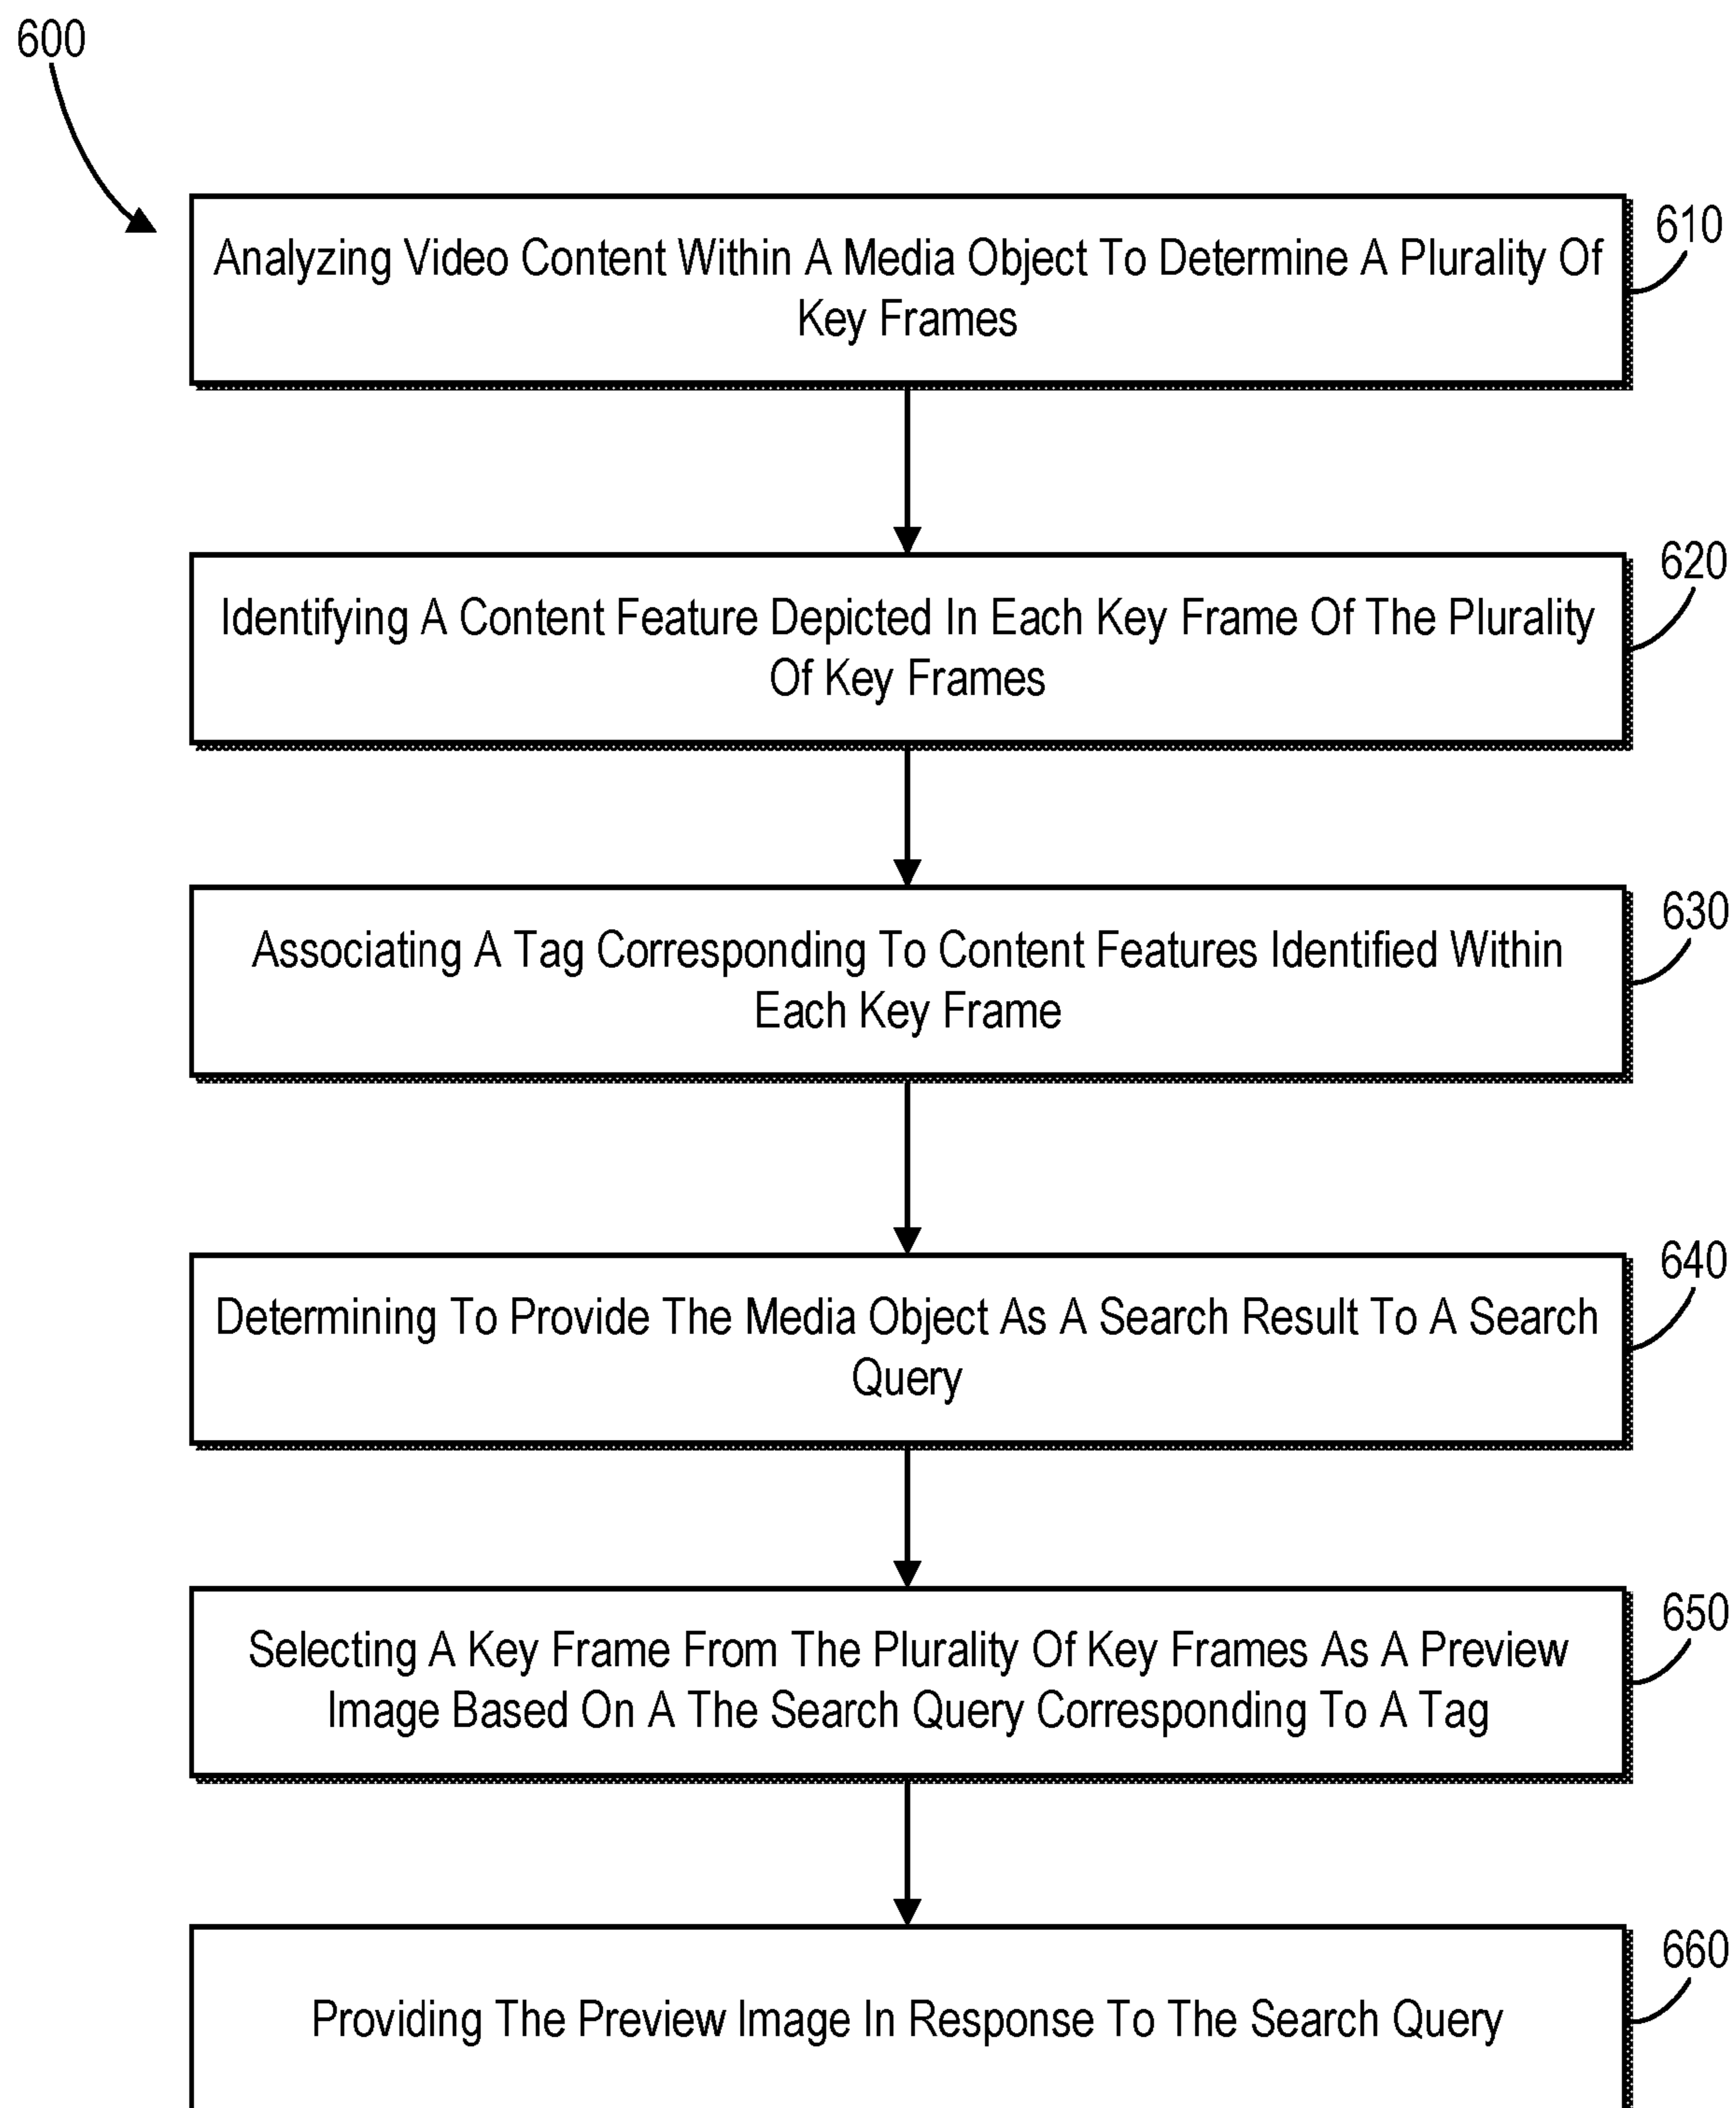 600
610
Analyzing Video Content Within A Media Object To Determine A Plurality Of
Key Frames
620
Identifying A Content Feature Depicted In Each Key Frame Of The Plurality
Of Key Frames
630
Associating A Tag Corresponding To Content Features Identified Within
Each Key Frame
640
Determining To Provide The Media Object As A Search Result To A Search
Query
650
Selecting A Key Frame From The Plurality Of Key Frames As A Preview
Image Based On A The Search Query Corresponding To A Tag
660
Providing The Preview Image In Response To The Search Query